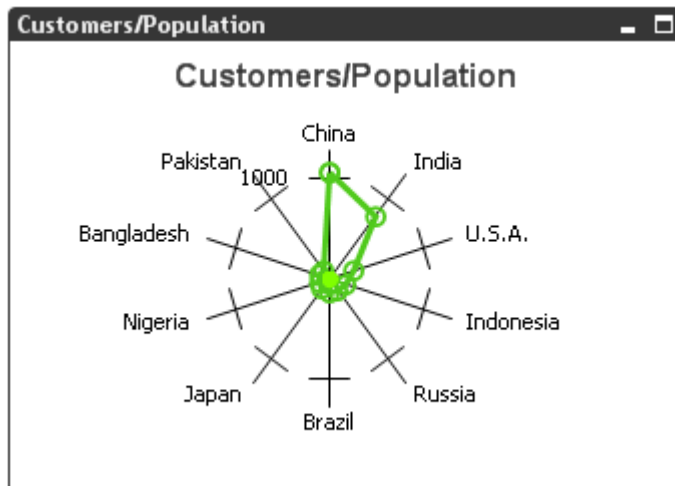 Customers/Population
Customers/Population
China
Pakistan
1000
India
Bangladesh
U.S.A.
Nigeria
Indonesia
Japan
Russia
Brazil